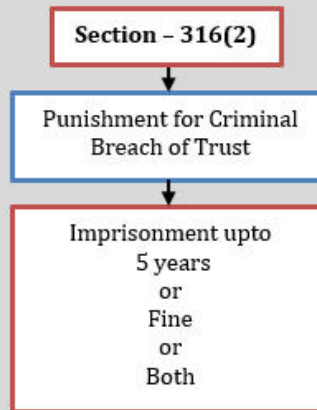 Section – 316(2)
Punishment for Criminal
Breach of Trust
Imprisonment upto
5 years
or
Fine
or
Both